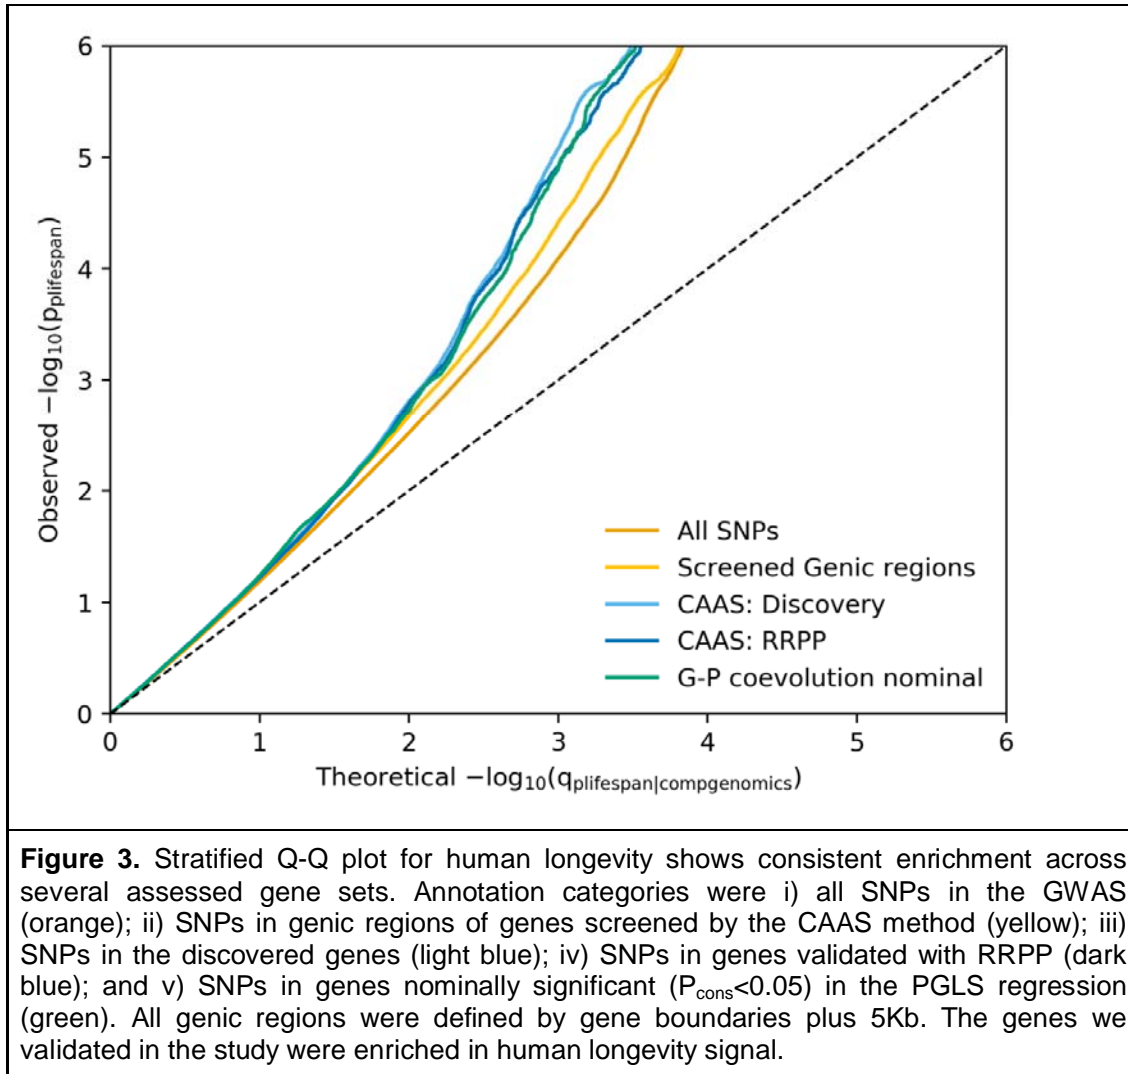 6
5
4
3
2
1
0
Observed −log10(pplifespan)
All SNPs
Screened Genic regions
CAAS: Discovery
CAAS: RRPP
G-P coevolution nominal
0 1 2 3 4 5 6
Theoretical −log10(qplifespan|compgenomics)
Figure 3. Stratified Q-Q plot for human longevity shows consistent enrichment across
several assessed gene sets. Annotation categories were i) all SNPs in the GWAS
(orange); ii) SNPs in genic regions of genes screened by the CAAS method (yellow); iii)
SNPs in the discovered genes (light blue); iv) SNPs in genes validated with RRPP (dark
blue); and v) SNPs in genes nominally significant (Pcons<0.05) in the PGLS regression
(green). All genic regions were defined by gene boundaries plus 5Kb. The genes we
validated in the study were enriched in human longevity signal.